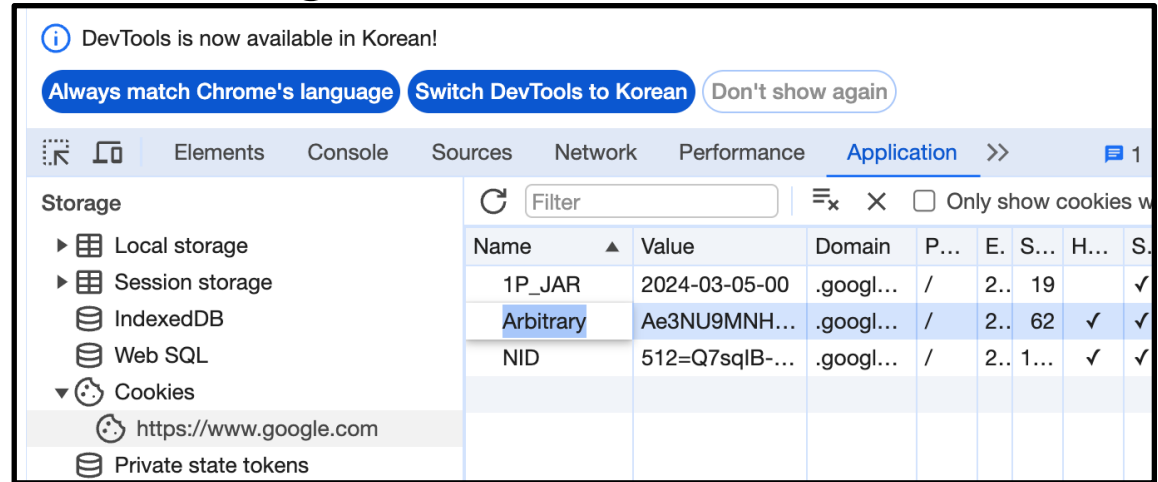 DevTools is now available in Korean!
Always match Chrome's language Switch DevTools to Korean Don't show again
Elements Console Sources Network Performance Application 1
Storage Filter Only show cookies w
Name Value Domain P... E. S... H... S.
Local storage
1P_JAR 2024-03-05-00 .googl... / 2.. 19 ✓
Session storage
Arbitrary Ae3NU9MNH... .googl... / 2.. 62 ✓ ✓
IndexedDB
NID 512=Q7sqIB-... .googl... / 2.. 1... ✓ ✓
Web SQL
Cookies
https://www.google.com
Private state tokens